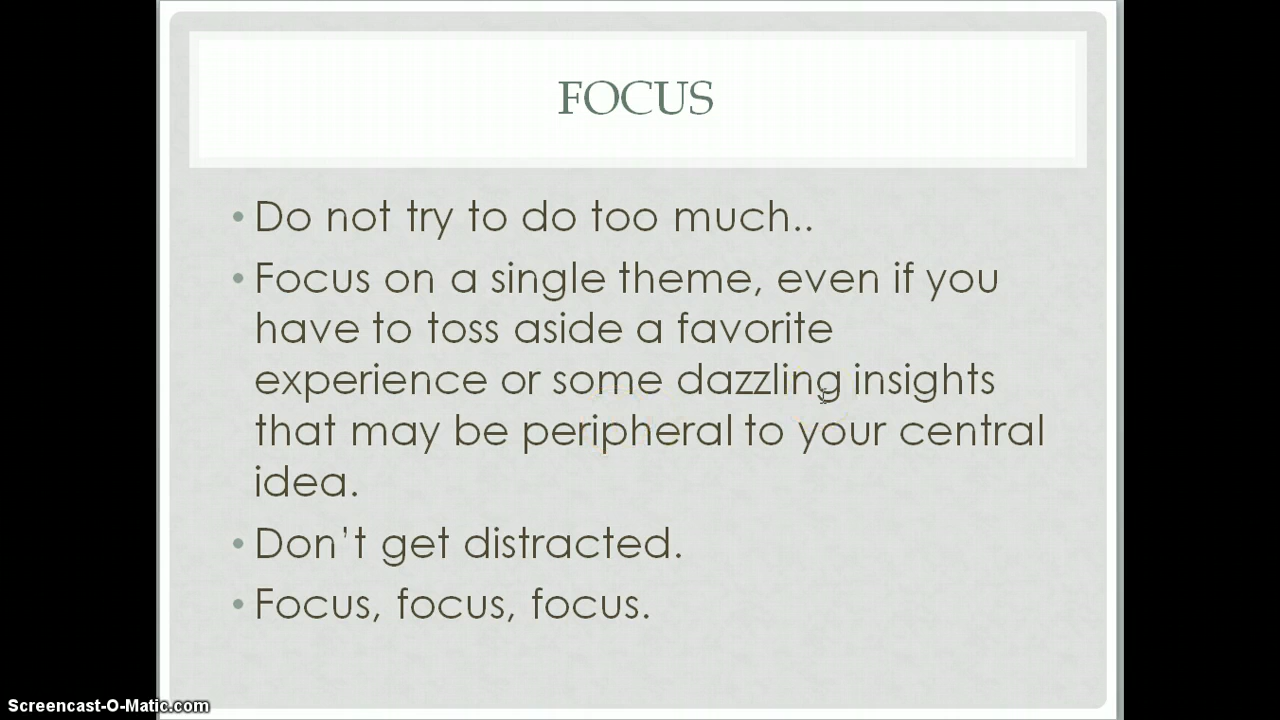 FOCUS
• Do not try to do too much..
• Focus on a single theme, even if you
have to toss aside a favorite
experience or some dazzling insights
that may be peripheral to your central
idea.
• Don't get distracted.
• Focus, focus, focus.
Screencast-O-Matic.com